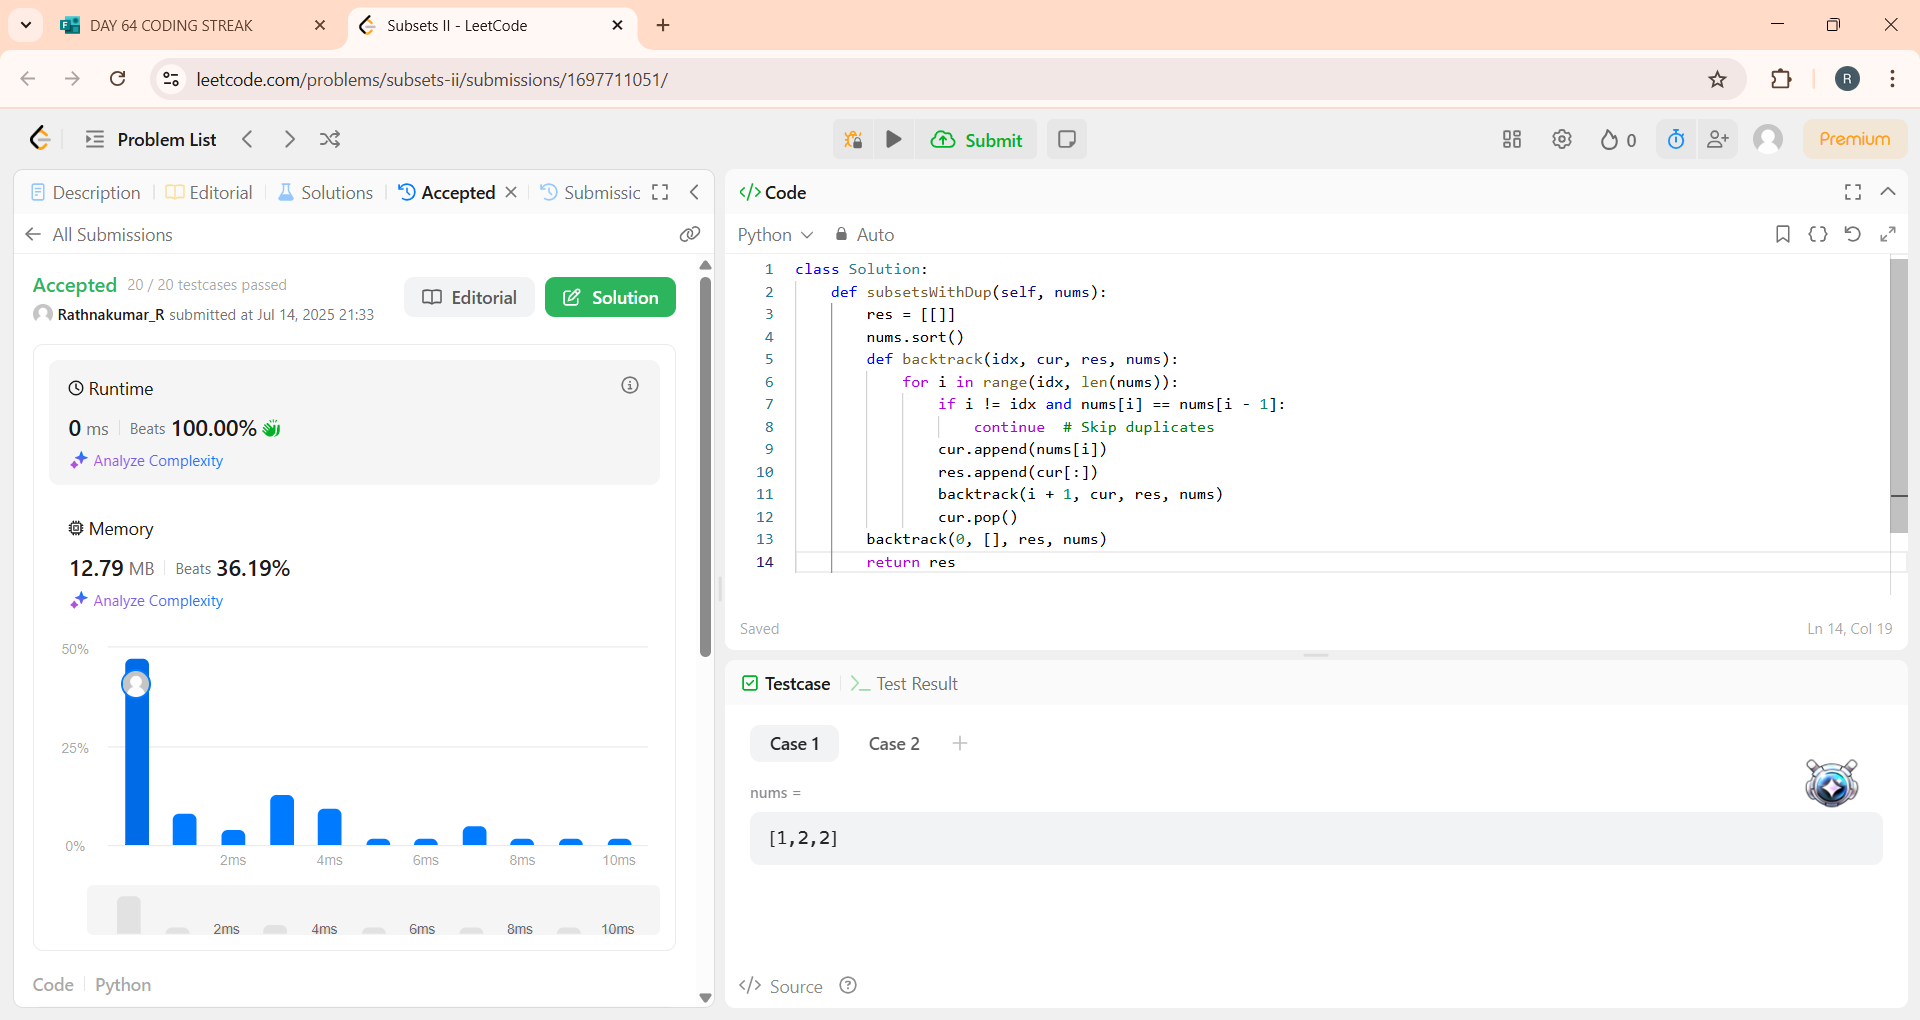 DAY 64 CODING STREAK
Subsets II - LeetCode
leetcode.com/problems/subsets-ii/submissions/1697711051/
R
Problem List
Submit
0
Premium
Description
Editorial
Solutions
Accepted
Submissic
All Submissions
Accepted 20 / 20 testcases passed
Rathnakumar_R submitted at Jul 14, 2025 21:33
Editorial
Solution
Runtime
0 ms Beats 100.00%
Analyze Complexity
Memory
12.79 MB Beats 36.19%
Analyze Complexity
50%
25%
0%
2ms 4ms 6ms 8ms 10ms
2ms 4ms 6ms 8ms 10ms
Code Python
</> Code
Python Auto
1 class Solution:
2 def subsetsWithDup(self, nums):
3 res = [[]]
4 nums.sort()
5 def backtrack(idx, cur, res, nums):
6 for i in range(idx, len(nums)):
7 if i != idx and nums[i] == nums[i - 1]:
8 continue # Skip duplicates
9 cur.append(nums[i])
10 res.append(cur[:])
11 backtrack(i + 1, cur, res, nums)
12 cur.pop()
13 backtrack(0, [], res, nums)
14 return res
Saved
Ln 14, Col 19
Testcase
Test Result
Case 1
Case 2
nums =
[1,2,2]
</> Source